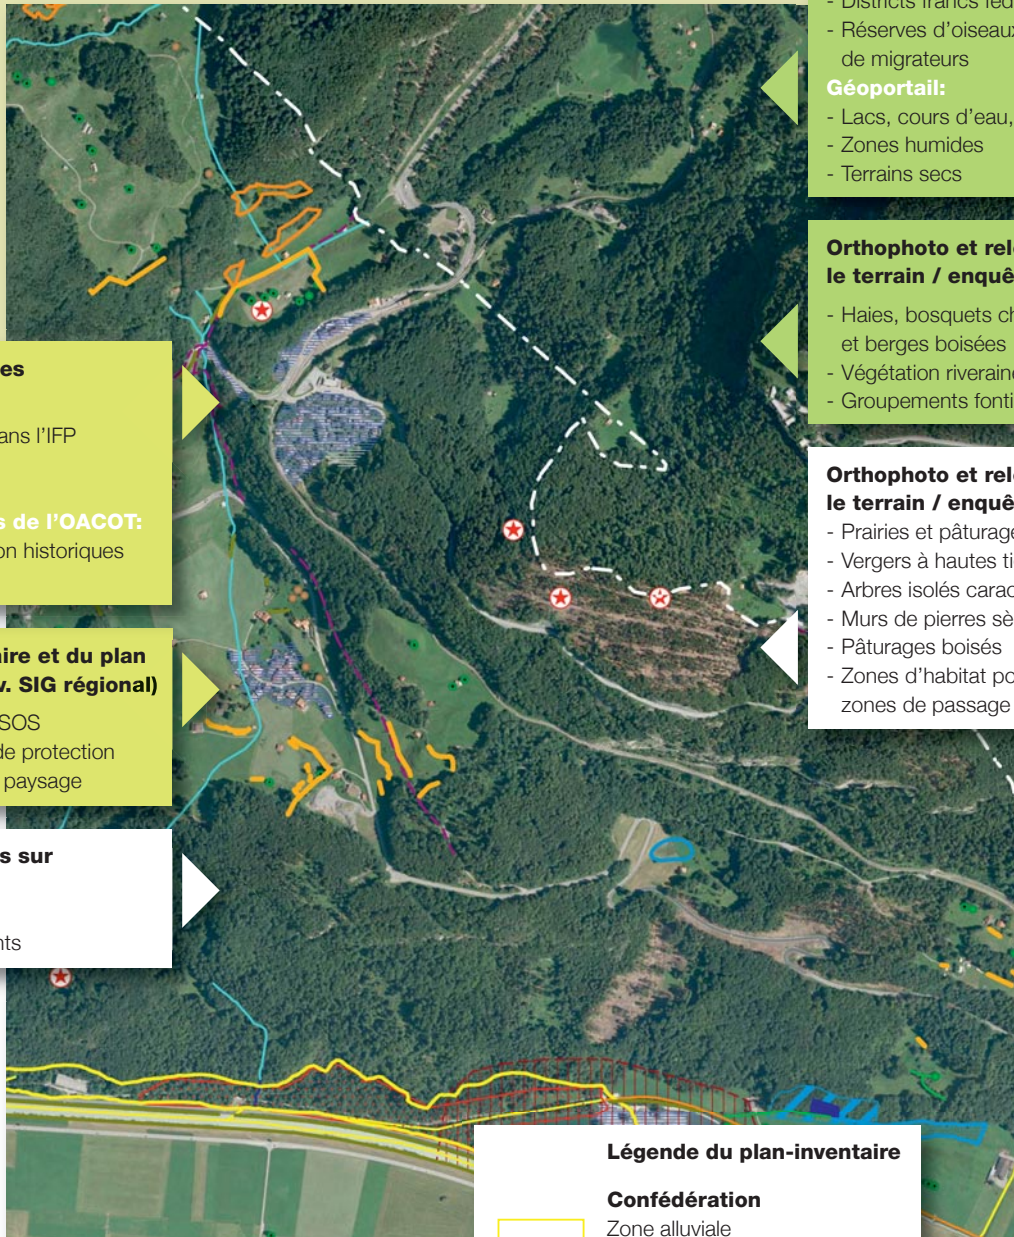 - Districts francs féd
- Réserves d'oiseaux
de migrateurs
Géoportail:
- Lacs, cours d'eau,
- Zones humides
- Terrains secs
Orthophoto et rel
le terrain / enquê
- Haies, bosquets ch
et berges boisées
- Végétation riverain
- Groupements fonti
Orthophoto et rel
le terrain / enquê
- Prairies et pâturage
- Vergers à hautes ti
- Arbres isolés carac
- Murs de pierres sè
- Pâturages boisés
- Zones d'habitat po
zones de passage
es
ans l'IFP
s de l'OACOT:
on historiques
ire et du plan
v. SIG régional)
SOS
de protection
paysage
s sur
nts
Légende du plan-inventaire
Confédération
Zone alluviale